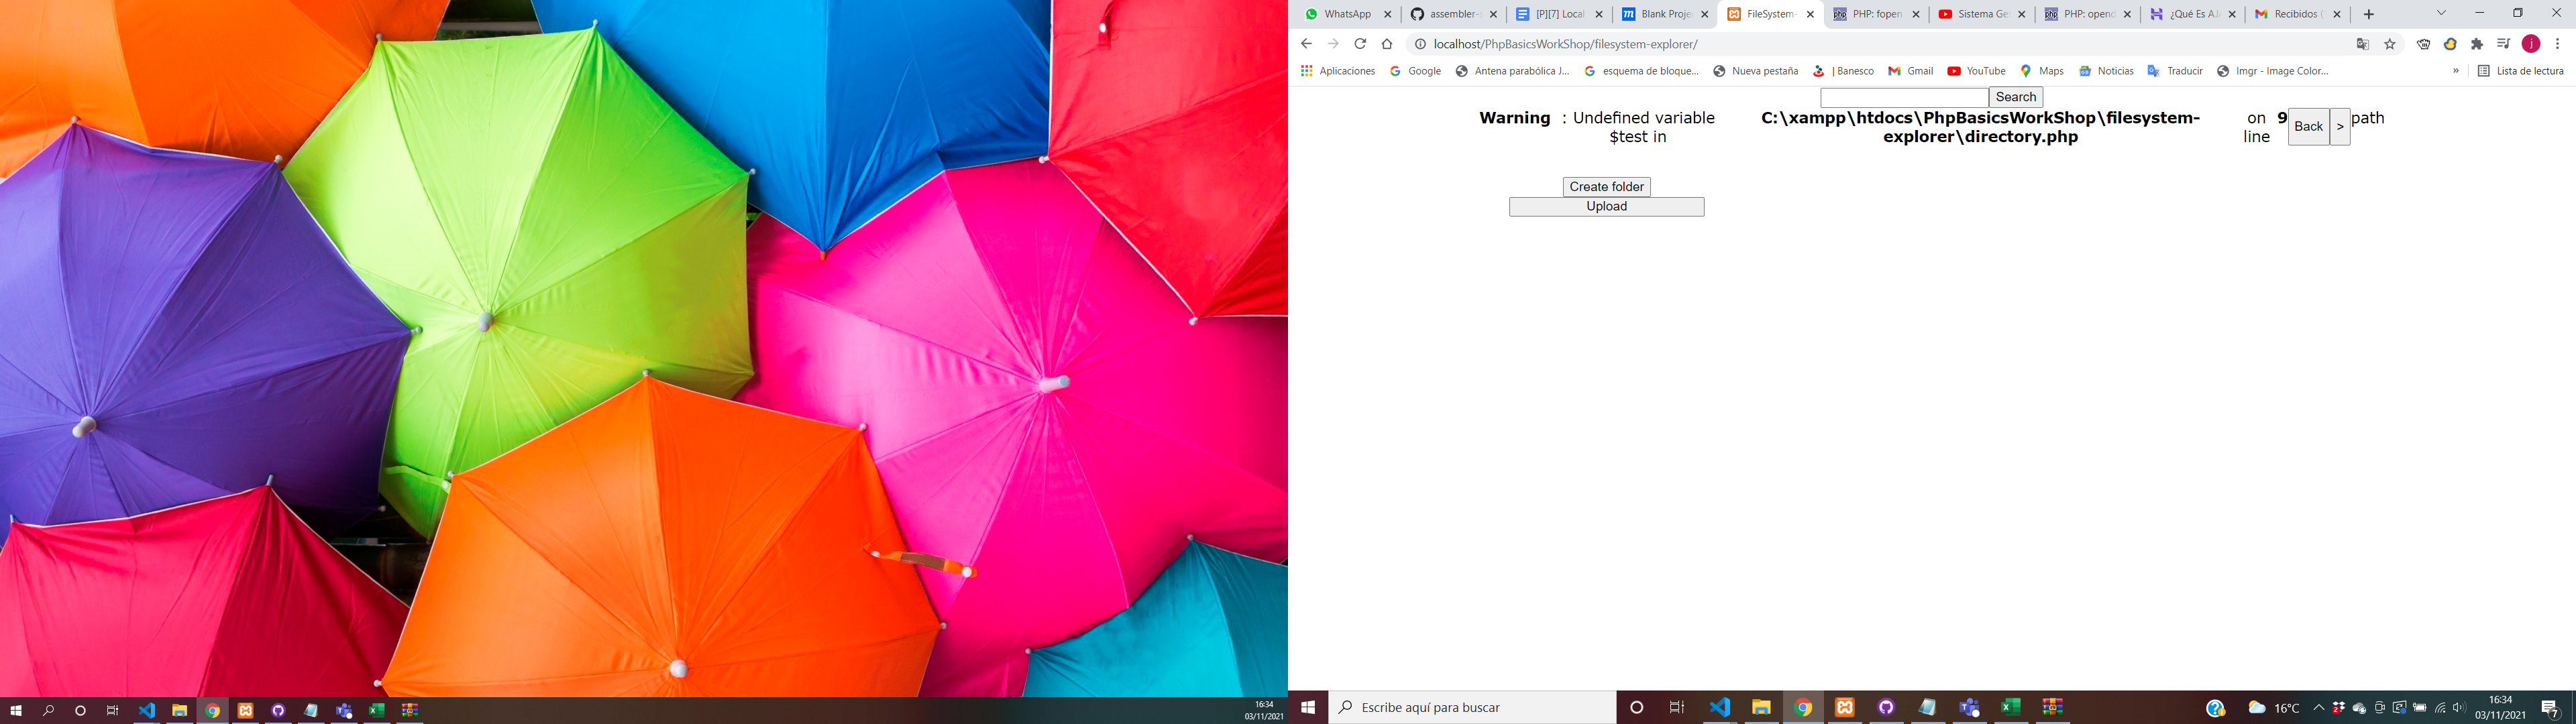 WhatsApp
assembler-
[P][7] Local
Blank Proje
FileSystem-
PHP: fopen
Sistema Ge
PHP: opend
¿Qué Es AJ
Recibidos (
localhost/PhpBasicsWorkShop/filesystem-explorer/
Aplicaciones
Google
Antena parabólica J...
esquema de bloque...
Nueva pestaña
| Banesco
Gmail
YouTube
Maps
Noticias
Traducir
Imgr - Image Color...
»
Lista de lectura
Search
Warning : Undefined variable $test in C:\xampp\htdocs\PhpBasicsWorkShop\filesystem-explorer\directory.php on line 9
Back
>
path
Create folder
Upload
16:34
03/11/2021
Escribe aquí para buscar
16°C
16:34
03/11/2021
7